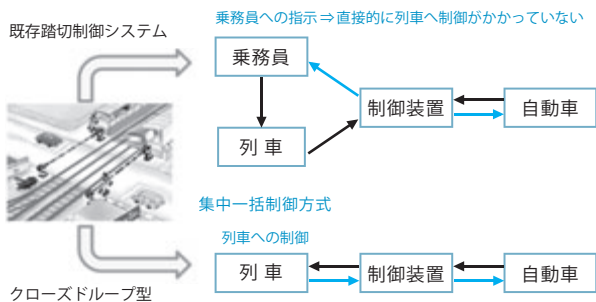 乗務員への指示⇒直接的に列車へ制御がかかっていない
既存踏切制御システム
乗務員
制御装置
自動車
列 車
集中一括制御方式
列車への制御
列 車
制御装置
自動車
クローズドループ型